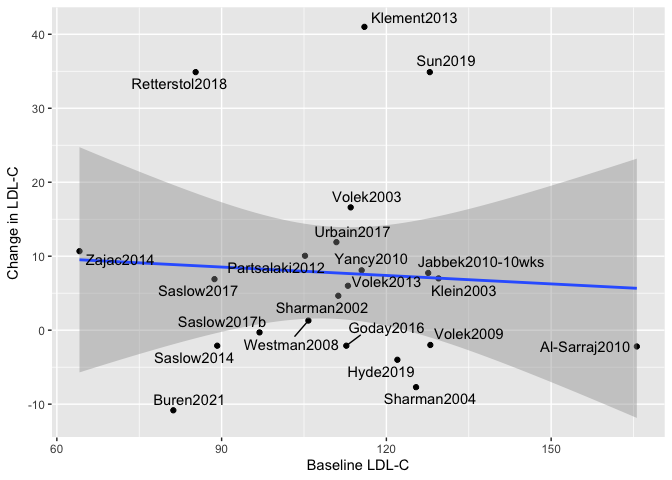 Klement2013
40
Sun2019
Retterstol2018
30
20
Volek2003
Urbain2017
10
Zajac2014
Partsalaki2012
Yancy2010
Jabbek2010-10wks
Saslow2017
Volek2013
Klein2003
Sharman2002
Saslow2017b
Goday2016
Volek2009
0
Westman2008
Al-Sarraj2010
Saslow2014
Hyde2019
Buren2021
Sharman2004
-10
60
90
120
150
Baseline LDL-C
Change in LDL-C